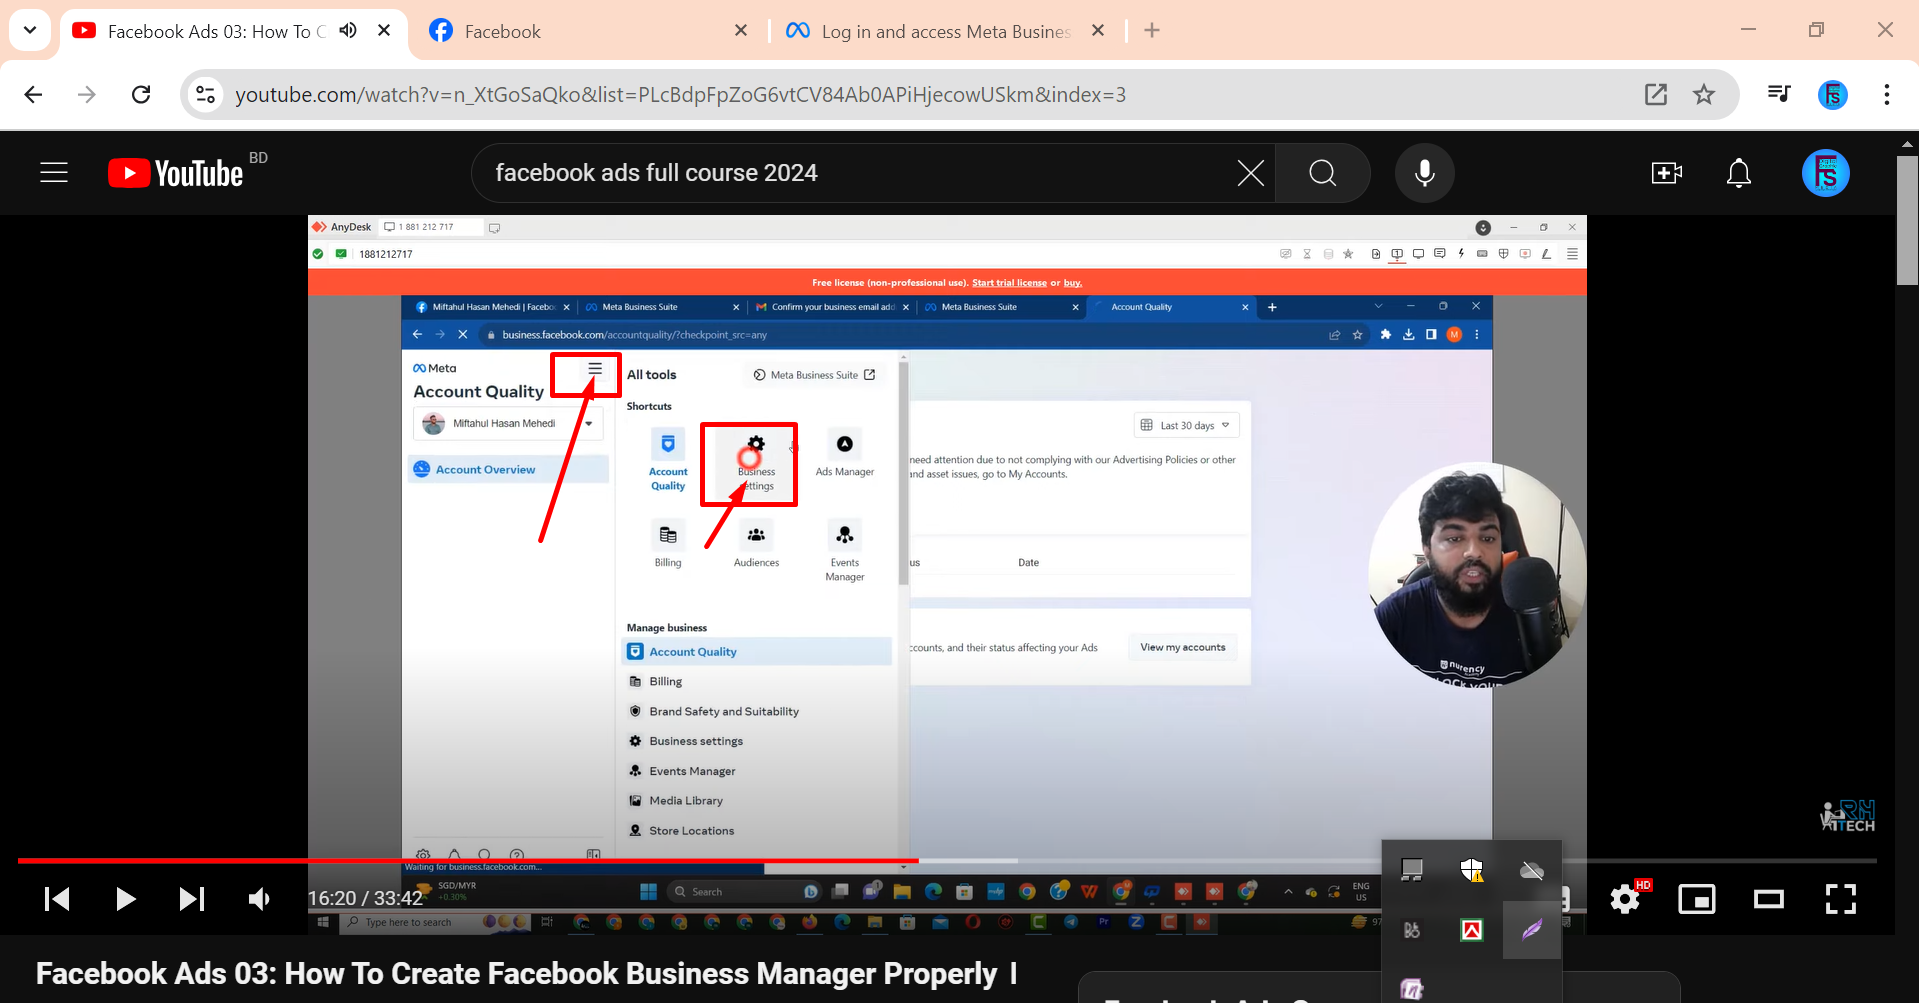 Facebook Ads 03: How To C
Facebook
Log in and access Meta Busines
youtube.com/watch?v=n_XtGoSaQko&list=PLcBdpFpZoG6vtCV84Ab0APiHjecowUSkm&index=3
YouTube BD
facebook ads full course 2024
AnyDesk
1 881 212 717
1881212717
Free license (non-professional use). Start trial license or buy.
Miftahul Hasan Mehedi | Facebo
Meta Business Suite
Confirm your business email add
Meta Business Suite
Account Quality
business.facebook.com/accountquality/?checkpoint_src=any
Meta
Account Quality
Miftahul Hasan Mehedi
Account Overview
All tools
Meta Business Suite
Shortcuts
Account Quality
Business settings
Ads Manager
Billing
Audiences
Events Manager
Manage business
Account Quality
Billing
Brand Safety and Suitability
Business settings
Events Manager
Media Library
Store Locations
Last 30 days
need attention due to not complying with our Advertising Policies or other
and asset issues, go to My Accounts.
us
Date
ccounts, and their status affecting your Ads
View my accounts
nurency
RH
TECH
Waiting for business.facebook.com...
SGD/MYR
+0.30%
Search
ENG
US
16:20 / 33:42
HD
Type here to search
97
Facebook Ads 03: How To Create Facebook Business Manager Properly I